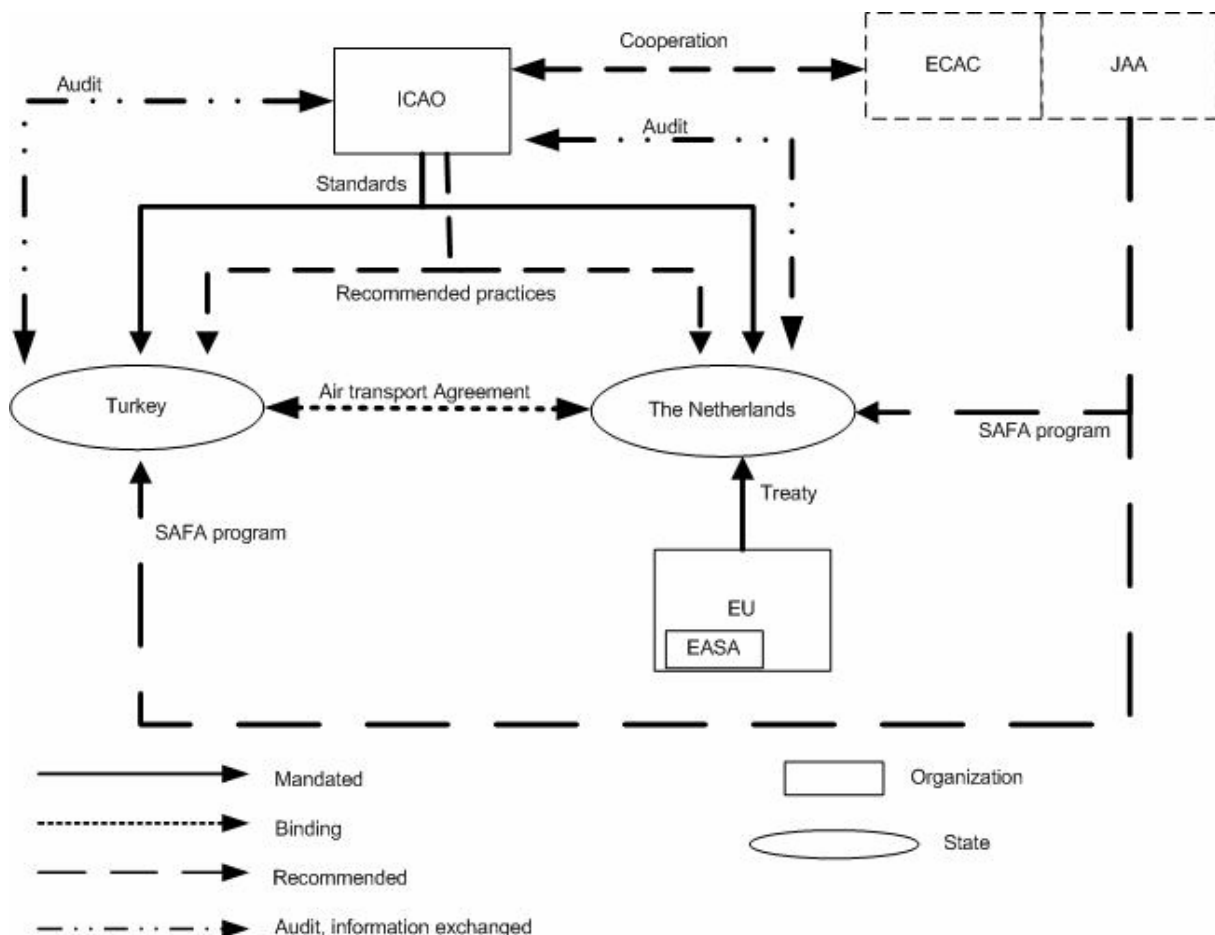 Cooperation
ECAC
JAA
Audit
ICAO
Audit
Standards
Recommended practices
Turkey
Air transport Agreement
The Netherlands
SAFA program
Treaty
SAFA program
EU
EASA
Mandated
Organization
Binding
State
Recommended
Audit, information exchanged